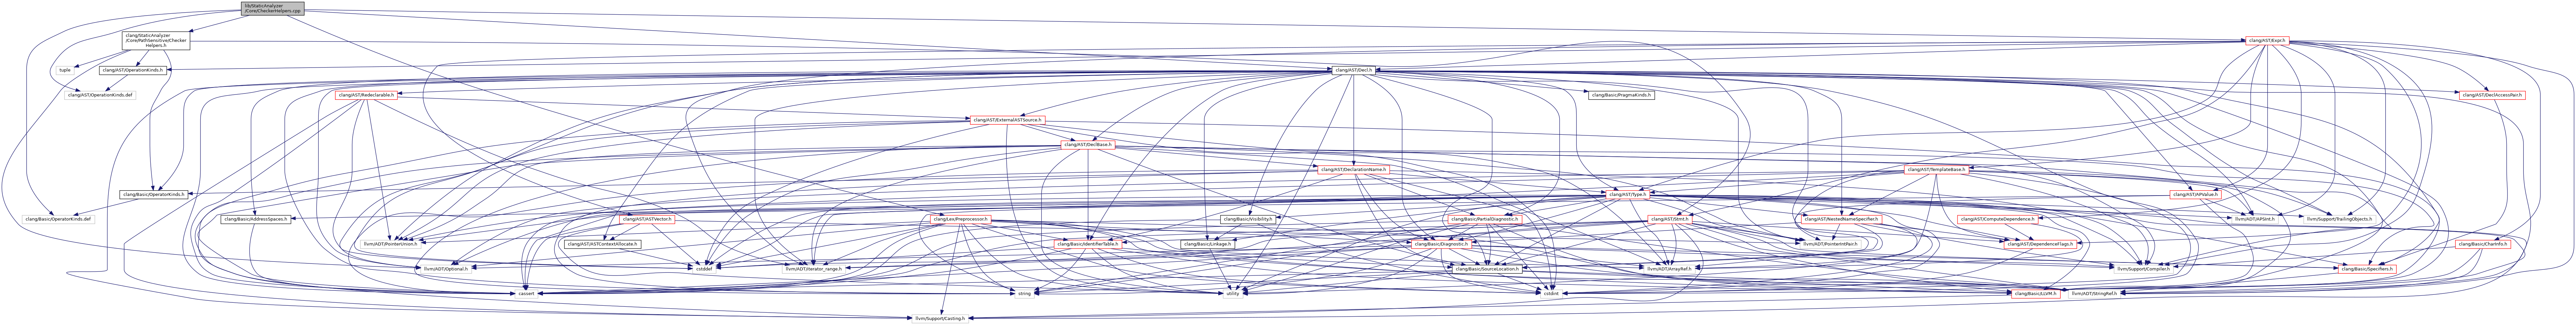 lib/StaticAnalyzer
/Core/CheckerHelpers.cpp
clang/StaticAnalyzer
/Core/PathSensitive/Checker
Helpers.h
clang/AST/Expr.h
tuple
clang/AST/OperationKinds.h
clang/AST/Decl.h
clang/AST/OperationKinds.def
clang/AST/Redeclarable.h
clang/Basic/PragmaKinds.h
clang/AST/DeclAccessPair.h
clang/AST/ExternalASTSource.h
clang/AST/DeclBase.h
clang/AST/DeclarationName.h
clang/AST/TemplateBase.h
clang/Basic/OperatorKinds.h
clang/AST/Type.h
clang/AST/APValue.h
clang/Basic/OperatorKinds.def
clang/Basic/AddressSpaces.h
clang/AST/ASTVector.h
clang/Lex/Preprocessor.h
clang/Basic/Visibility.h
clang/Basic/PartialDiagnostic.h
clang/AST/Stmt.h
clang/AST/NestedNameSpecifier.h
clang/AST/ComputeDependence.h
llvm/ADT/APSInt.h
llvm/Support/TrailingObjects.h
llvm/ADT/PointerUnion.h
clang/AST/ASTContextAllocate.h
clang/Basic/IdentifierTable.h
clang/Basic/Linkage.h
clang/Basic/Diagnostic.h
llvm/ADT/PointerIntPair.h
clang/AST/DependenceFlags.h
clang/Basic/CharInfo.h
llvm/ADT/Optional.h
cstddef
llvm/ADT/iterator_range.h
clang/Basic/SourceLocation.h
llvm/ADT/ArrayRef.h
llvm/Support/Compiler.h
clang/Basic/Specifiers.h
cassert
string
utility
cstdint
clang/Basic/LLVM.h
llvm/ADT/StringRef.h
llvm/Support/Casting.h